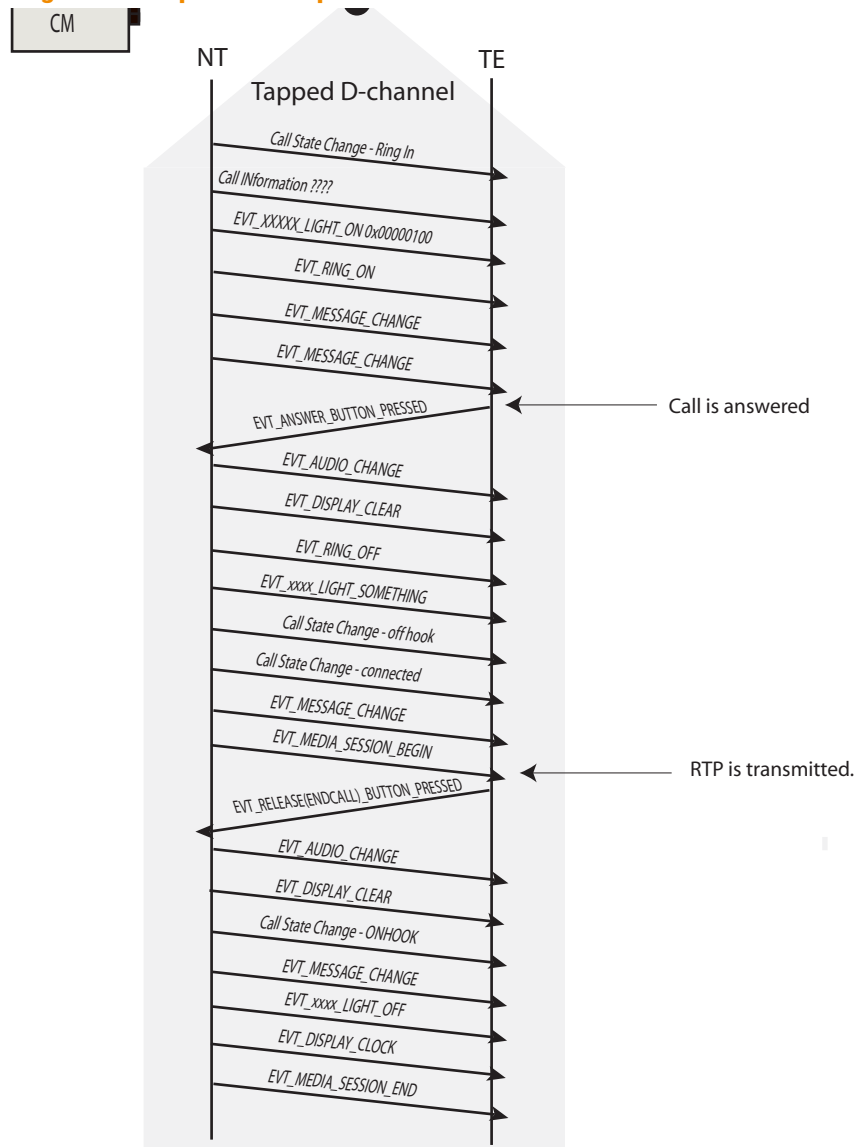 CM
NT
TE
Tapped D-channel
Call State Change - Ring In
Call INformation ????
EVT_XXXXX_LIGHT_ON 0x00000100
EVT_RING_ON
EVT_MESSAGE_CHANGE
EVT_MESSAGE_CHANGE
Call is answered
EVT_ANSWER_BUTTON_PRESSED
EVT_AUDIO_CHANGE
EVT_DISPLAY_CLEAR
EVT_RING_OFF
EVT_xxxx_LIGHT_SOMETHING
Call State Change - off hook
Call State Change - connected
EVT_MESSAGE_CHANGE
EVT_MEDIA_SESSION_BEGIN
RTP is transmitted.
EVT_RELEASE(ENDCALL)_BUTTON_PRESSED
EVT_AUDIO_CHANGE
EVT_DISPLAY_CLEAR
Call State Change - ONHOOK
EVT_MESSAGE_CHANGE
EVT_xxxx_LIGHT_OFF
EVT_DISPLAY_CLOCK
EVT_MEDIA_SESSION_END